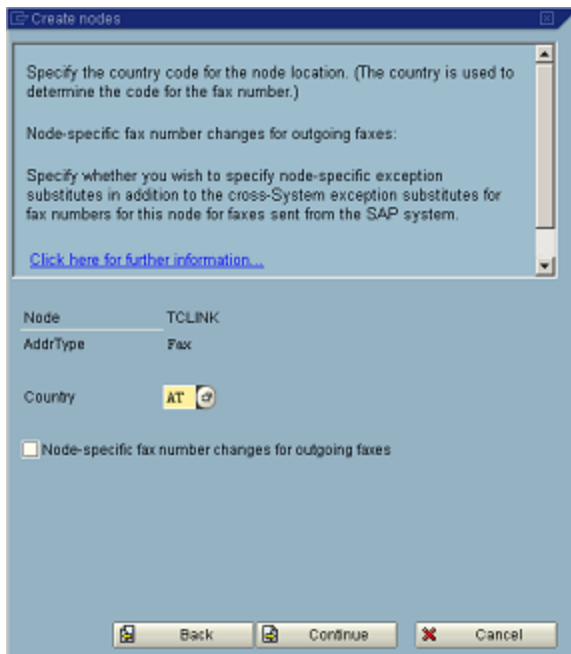 Create nodes
Specify the country code for the node location. (The country is used to
determine the code for the fax number.)
Node-specific fax number changes for outgoing faxes:
Specify whether you wish to specify node-specific exception
substitutes in addition to the cross-System exception substitutes for
fax numbers for this node for faxes sent from the SAP system.
Click here for further information...
Node TCLINK
AddrType Fax
Country AT
Node-specific fax number changes for outgoing faxes
Back Continue Cancel